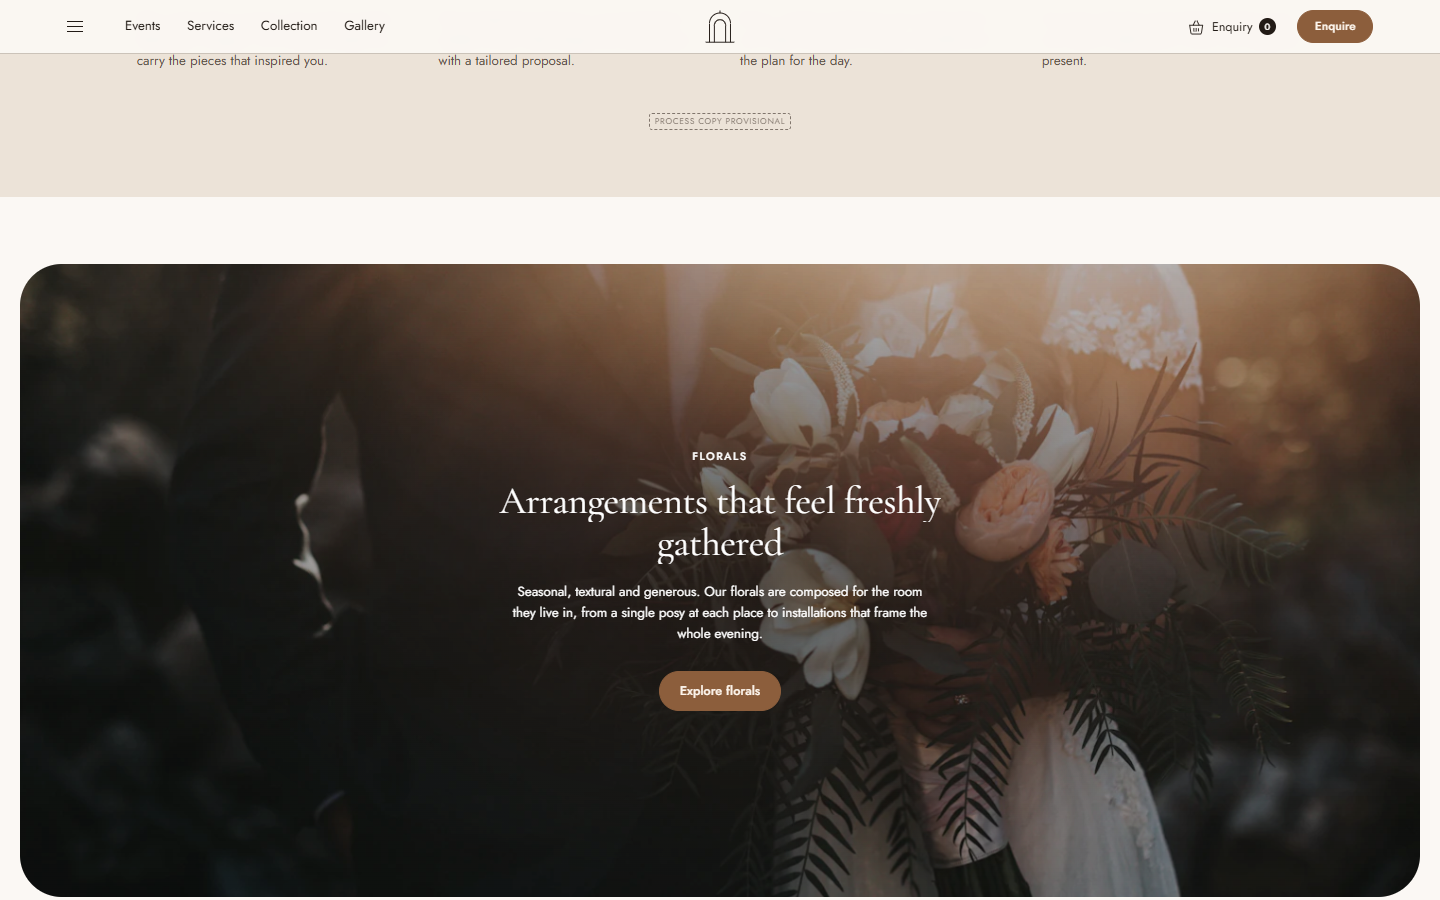 Events Services Collection Gallery Enquiry 0 Enquire
carry the pieces that inspired you. with a tailored proposal. the plan for the day. present.
PROCESS COPY PROVISIONAL
FLORALS
Arrangements that feel freshly
gathered
Seasonal, textural and generous. Our florals are composed for the room
they live in, from a single posy at each place to installations that frame the
whole evening.
Explore florals